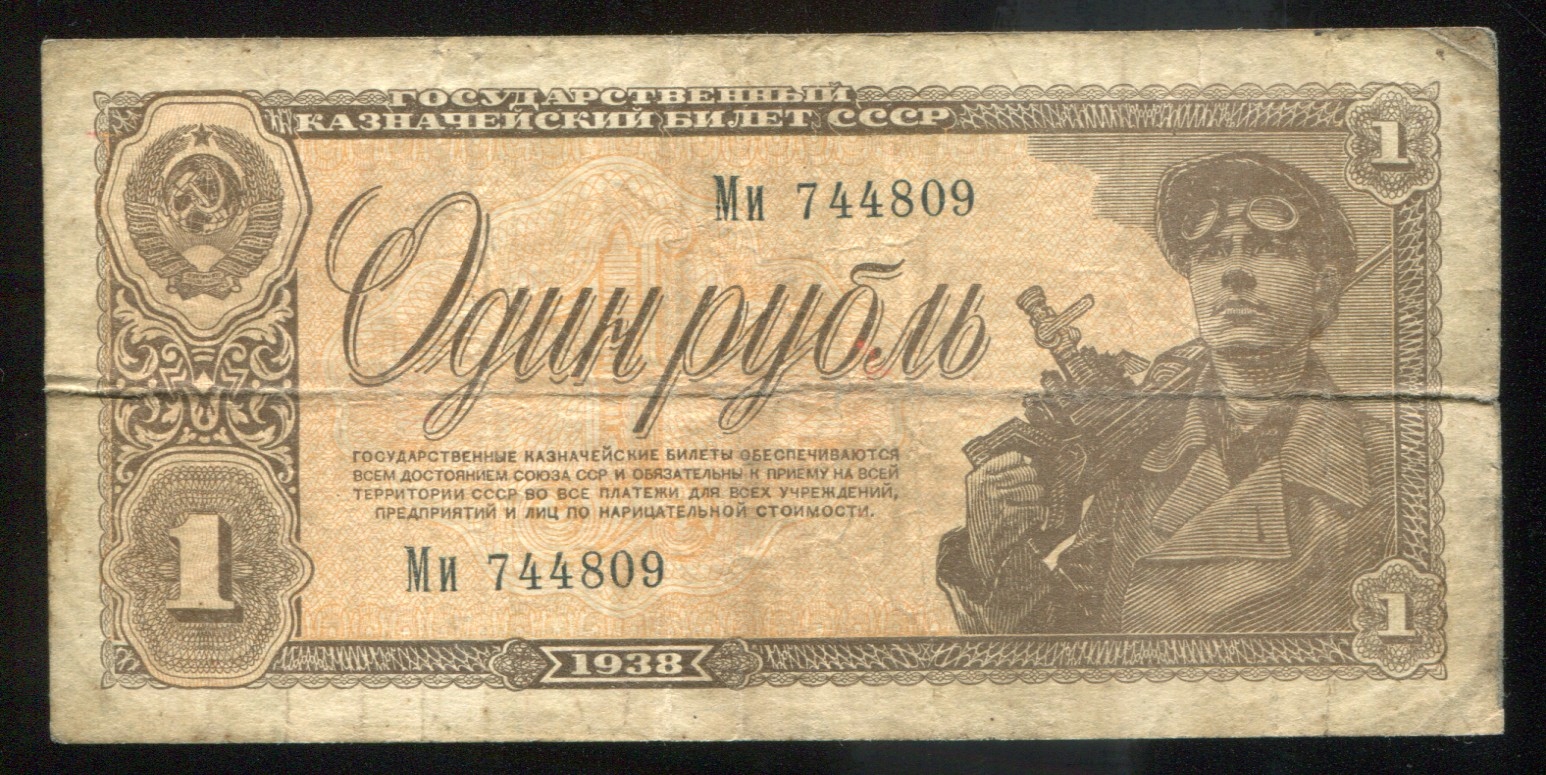 ГОСУДАРСТВЕННЫЙ
КАЗНАЧЕЙСКИЙ БИЛЕТ СССР
1
Ми 744809
Один рубль
ГОСУДАРСТВЕННЫЕ КАЗНАЧЕЙСКИЕ БИЛЕТЫ ОБЕСПЕЧИВАЮТСЯ
ВСЕМ ДОСТОЯНИЕМ СОЮЗА ССР И ОБЯЗАТЕЛЬНЫ К ПРИЕМУ НА ВСЕЙ
ТЕРРИТОРИИ СССР ВО ВСЕ ПЛАТЕЖИ ДЛЯ ВСЕХ УЧРЕЖДЕНИЙ,
ПРЕДПРИЯТИЙ И ЛИЦ ПО НАРИЦАТЕЛЬНОЙ СТОИМОСТИ.
1
Ми 744809
1
1938